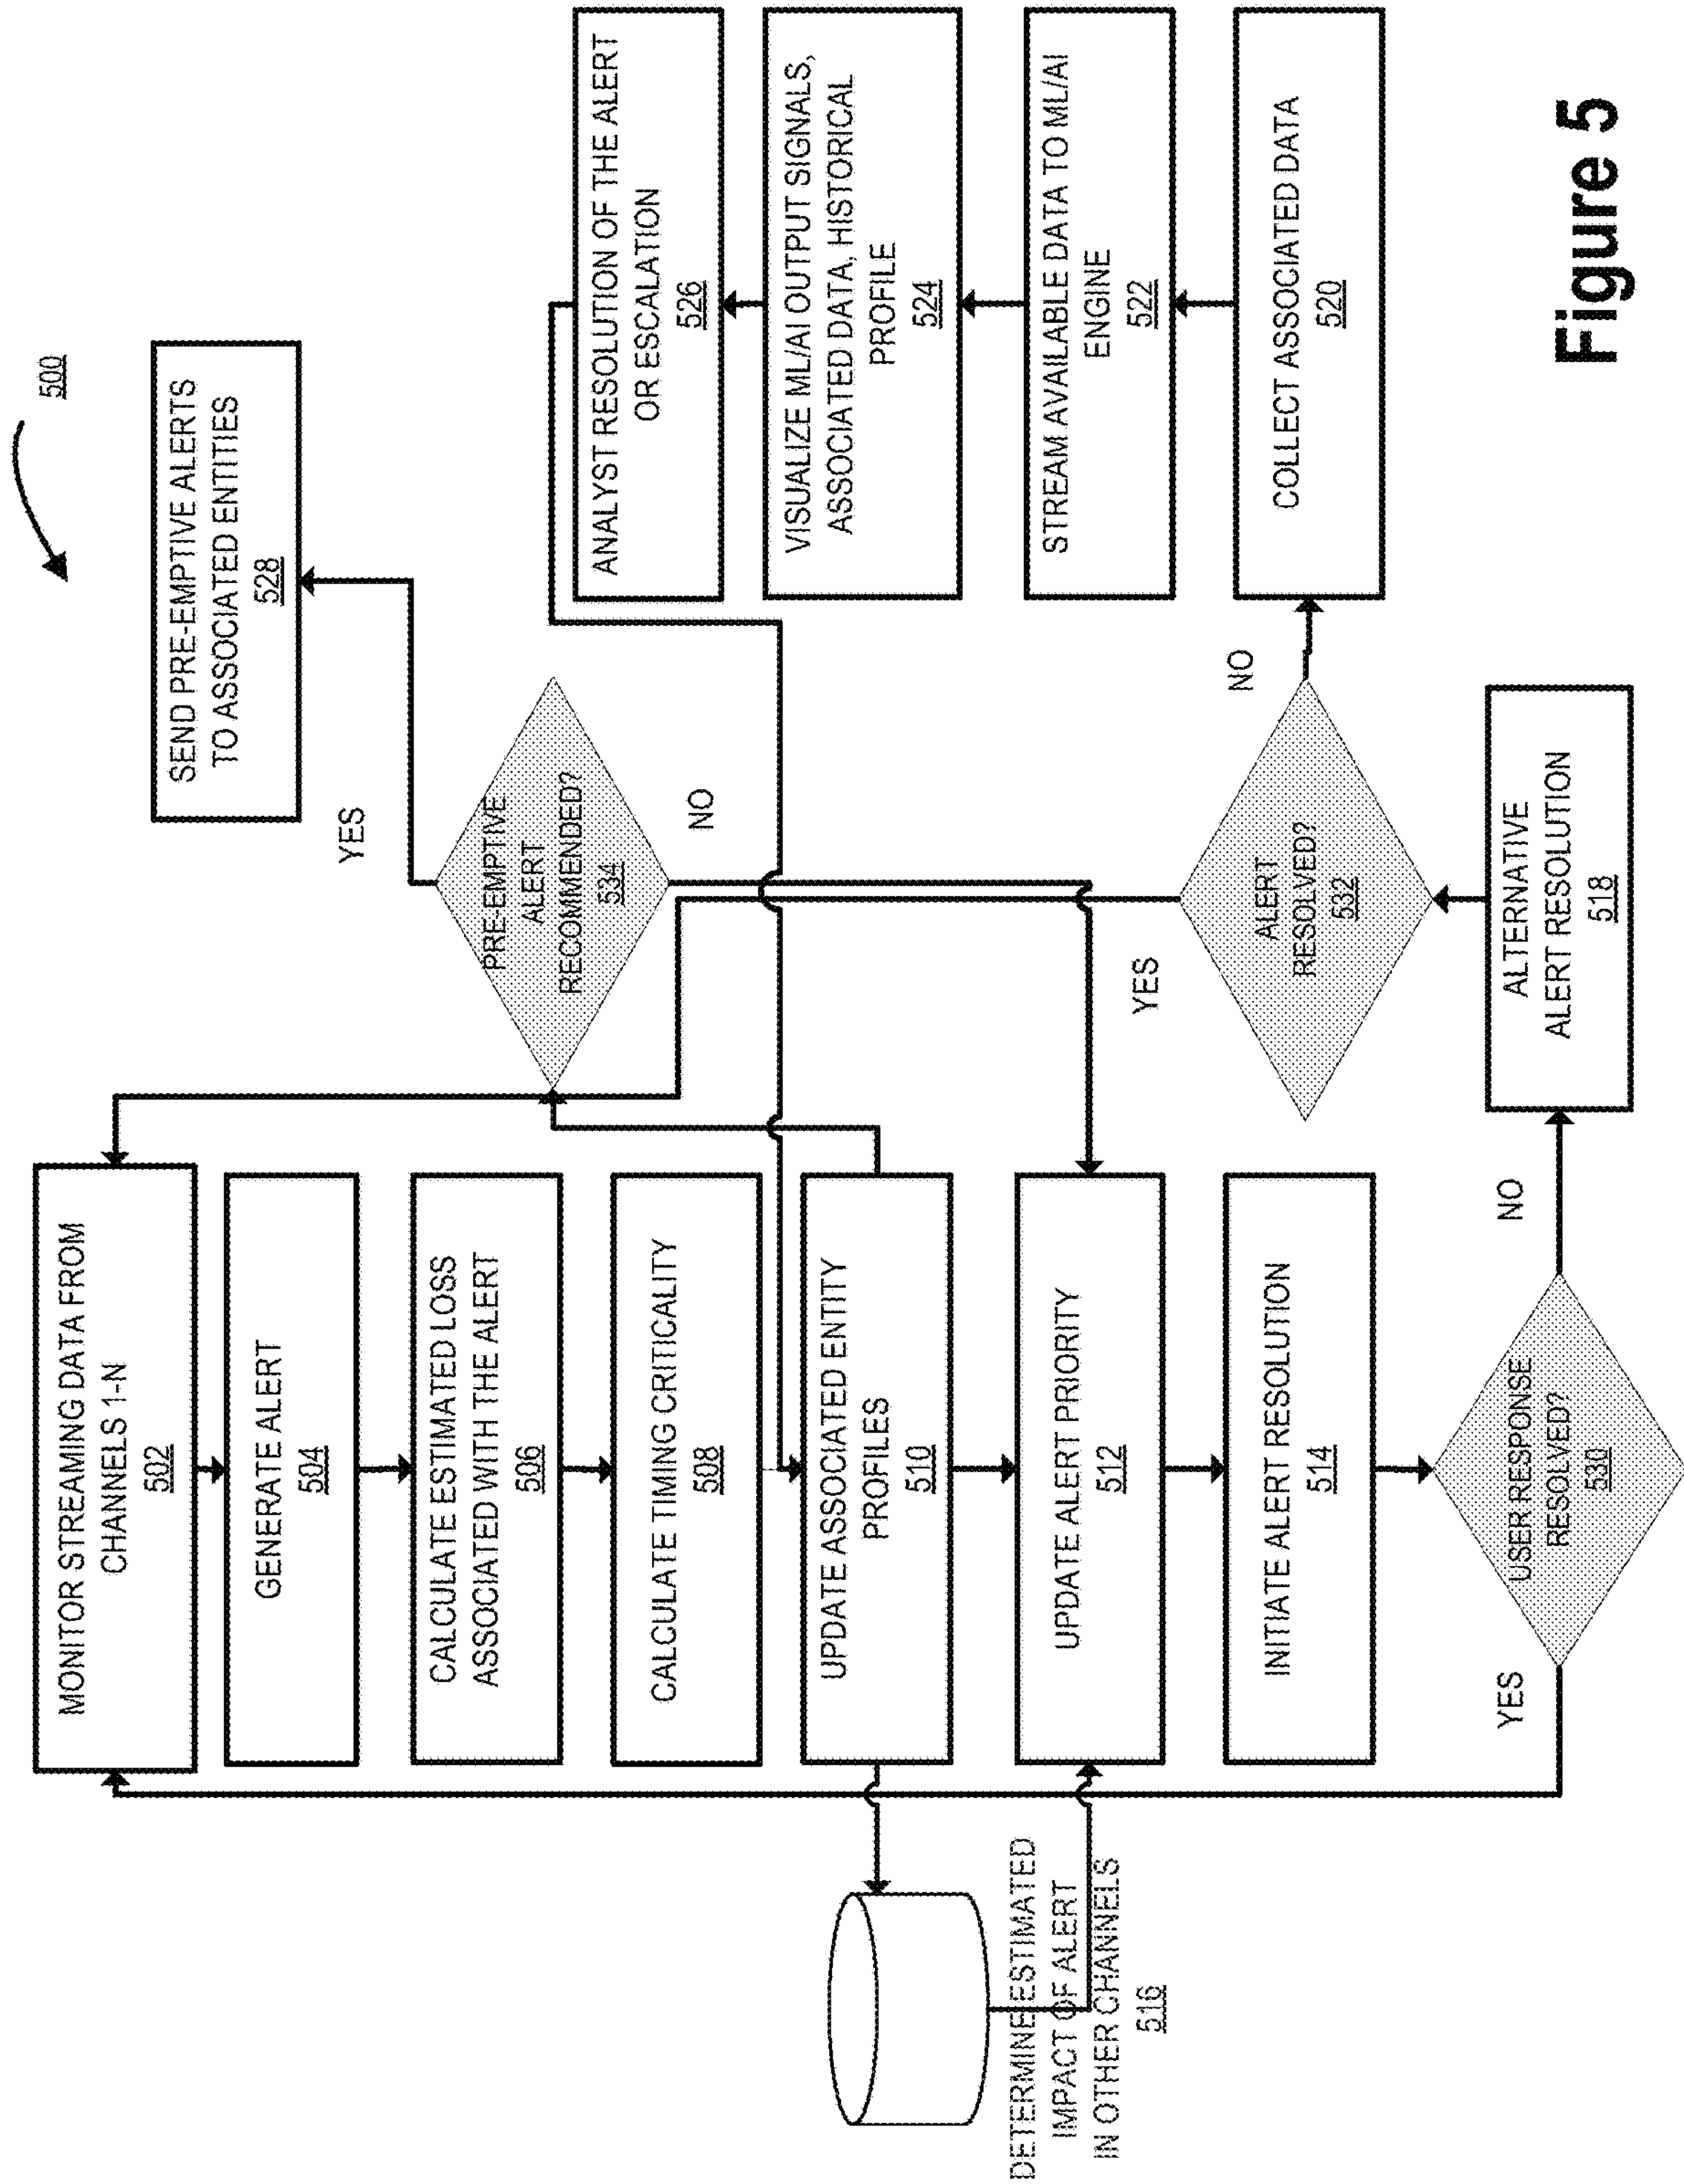 500
MONITOR STREAMING DATA FROM
CHANNELS 1-N
502
GENERATE ALERT
504
CALCULATE ESTIMATED LOSS
ASSOCIATED WITH THE ALERT
506
CALCULATE TIMING CRITICALITY
508
UPDATE ASSOCIATED ENTITY
PROFILES
510
UPDATE ALERT PRIORITY
512
INITIATE ALERT RESOLUTION
514
USER RESPONSE
RESOLVED?
530
YES
NO
DETERMINE ESTIMATED
IMPACT OF ALERT
IN OTHER CHANNELS
516
SEND PRE-EMPTIVE ALERTS
TO ASSOCIATED ENTITIES
528
YES
PRE-EMPTIVE
ALERT
RECOMMENDED?
534
NO
YES
ALERT
RESOLVED?
532
NO
ALTERNATIVE
ALERT RESOLUTION
518
ANALYST RESOLUTION OF THE ALERT
OR ESCALATION
526
VISUALIZE ML/AI OUTPUT SIGNALS,
ASSOCIATED DATA, HISTORICAL
PROFILE
524
STREAM AVAILABLE DATA TO ML/AI
ENGINE
522
COLLECT ASSOCIATED DATA
520
Figure 5